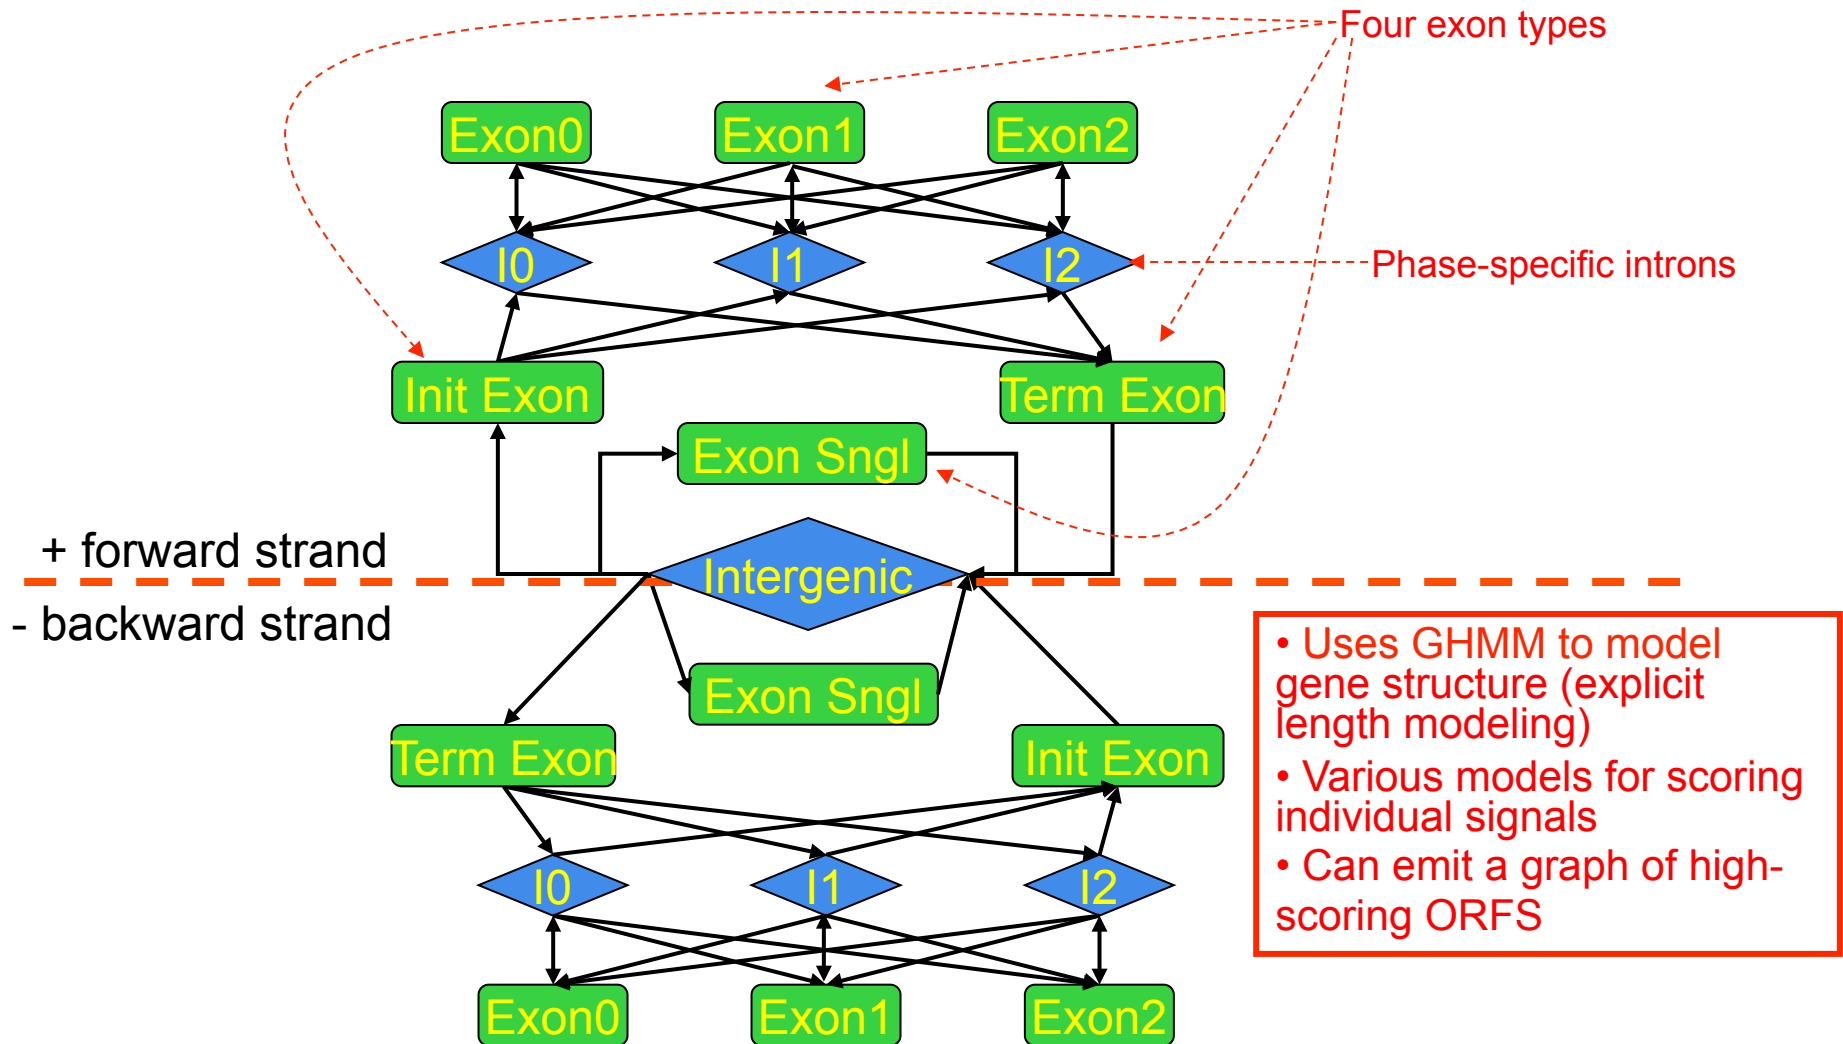 Four exon types
Exon0
Exon1
Exon2
I0
I1
I2
Phase-specific introns
Init Exon
Term Exon
Exon Sngl
+ forward strand
Intergenic
- backward strand
Exon Sngl
Term Exon
Init Exon
I0
I1
I2
Exon0
Exon1
Exon2
• Uses GHMM to model
gene structure (explicit
length modeling)
• Various models for scoring
individual signals
• Can emit a graph of high-
scoring ORFS